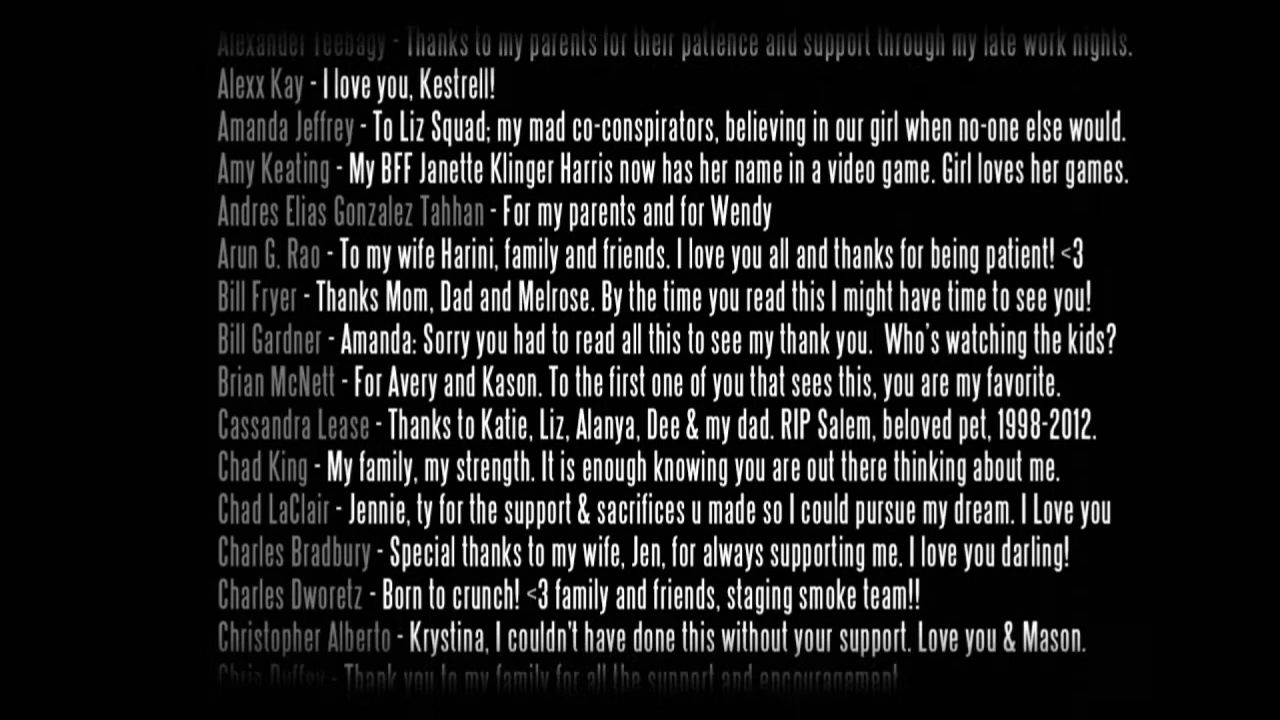 Alexander Teebagy - Thanks to my parents for their patience and support through my late work nights.
Alexx Kay - I love you, Kestrell!
Amanda Jeffrey - To Liz Squad; my mad co-conspirators, believing in our girl when no-one else would.
Amy Keating - My BFF Janette Klinger Harris now has her name in a video game. Girl loves her games.
Andres Elias Gonzalez Tahhan - For my parents and for Wendy
Arun G. Rao - To my wife Harini, family and friends. I love you all and thanks for being patient! <3
Bill Fryer - Thanks Mom, Dad and Melrose. By the time you read this I might have time to see you!
Bill Gardner - Amanda: Sorry you had to read all this to see my thank you.  Who's watching the kids?
Brian McNett - For Avery and Kason. To the first one of you that sees this, you are my favorite.
Cassandra Lease - Thanks to Katie, Liz, Alanya, Dee & my dad. RIP Salem, beloved pet, 1998-2012.
Chad King - My family, my strength. It is enough knowing you are out there thinking about me.
Chad LaClair - Jennie, ty for the support & sacrifices u made so I could pursue my dream. I Love you
Charles Bradbury - Special thanks to my wife, Jen, for always supporting me. I love you darling!
Charles Dworetz - Born to crunch! <3 family and friends, staging smoke team!!
Christopher Alberto - Krystina, I couldn't have done this without your support. Love you & Mason.
Chris Duffey - Thank you to my family for all the support and encouragement